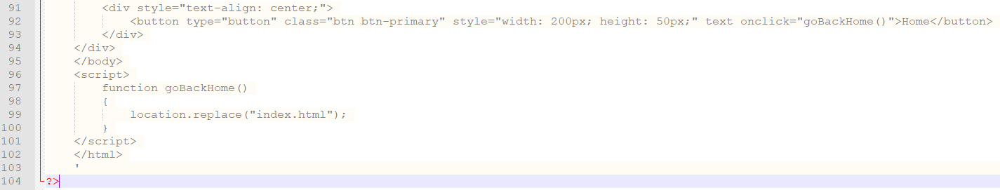 91 <div style="text-align: center;">
92 <button type="button" class="btn btn-primary" style="width: 200px; height: 50px;" text onclick="goBackHome()">Home</button>
93 </div>
94 </div>
95 </body>
96 <script>
97 function goBackHome()
98 {
99 location.replace("index.html");
100 }
101 </script>
102 </html>
103 '
104 ?>